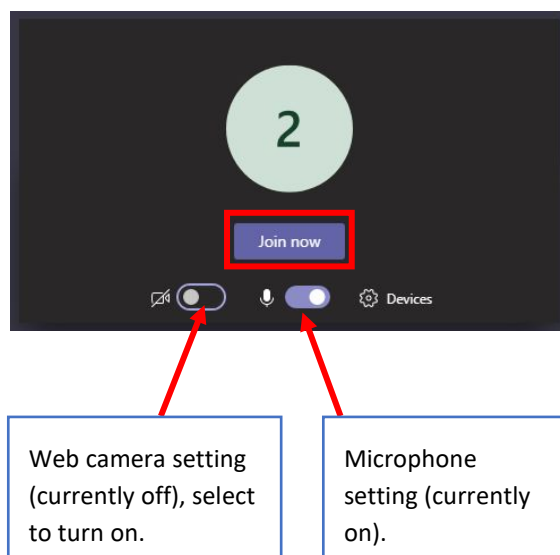 2
Join now
Devices
Web camera setting
(currently off), select
to turn on.
Microphone
setting (currently
on).